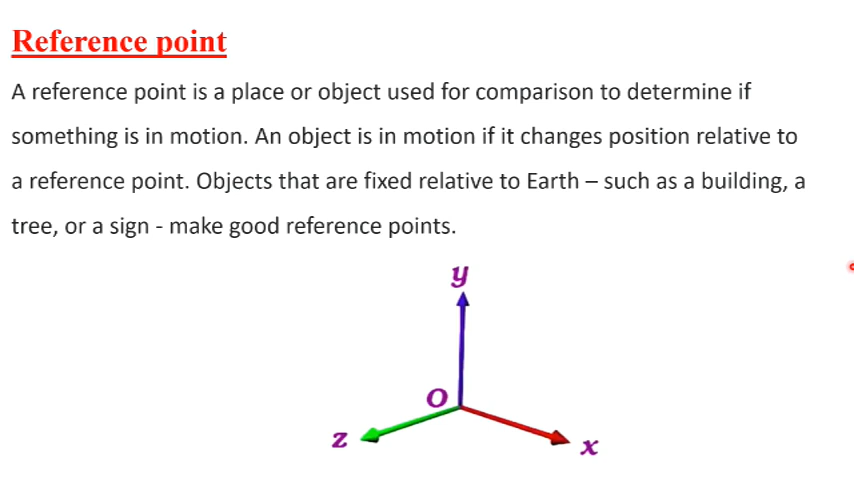 Reference point
A reference point is a place or object used for comparison to determine if
something is in motion. An object is in motion if it changes position relative to
a reference point. Objects that are fixed relative to Earth – such as a building, a
tree, or a sign - make good reference points.
y
O
z
x